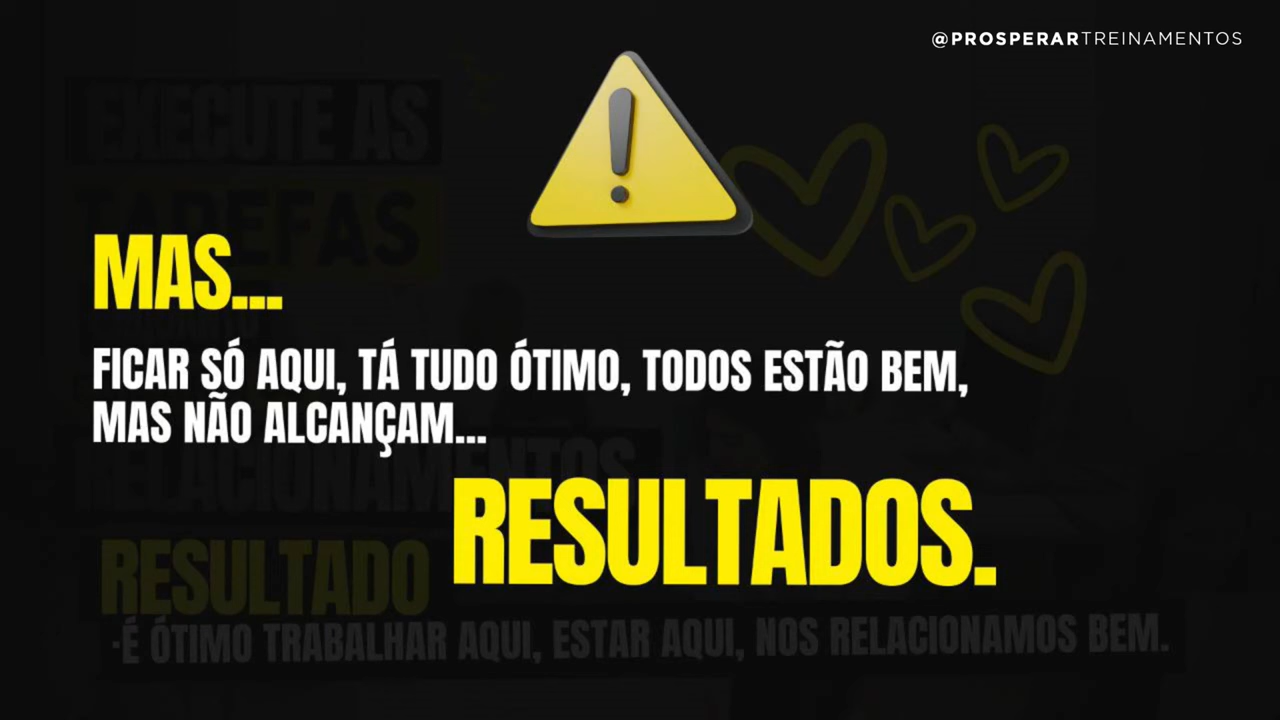 @PROSPERARTREINAMENTOS
EXECUTE AS
TAREFAS
MAS...
FICAR SÓ AQUI, TÁ TUDO ÓTIMO, TODOS ESTÃO BEM,
MAS NÃO ALCANÇAM...
RELACIONAMENTOS
RESULTADOS.
RESULTADO
-É ÓTIMO TRABALHAR AQUI, ESTAR AQUI, NOS RELACIONAMOS BEM.